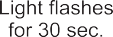 Light flashes
for 30 sec.